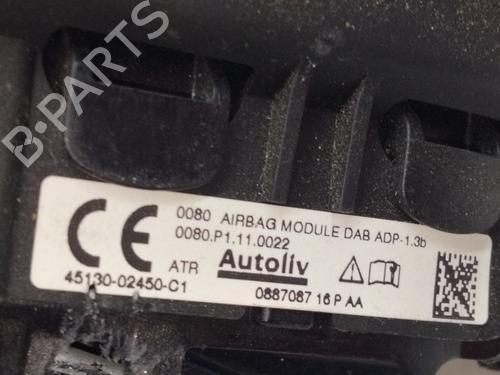 B-PARTS
CE
0080 AIRBAG MODULE DAB ADP-1.3b
0080.P1.11.0022
ATR Autoliv
45130-02450-C1
0887087 16 P AA